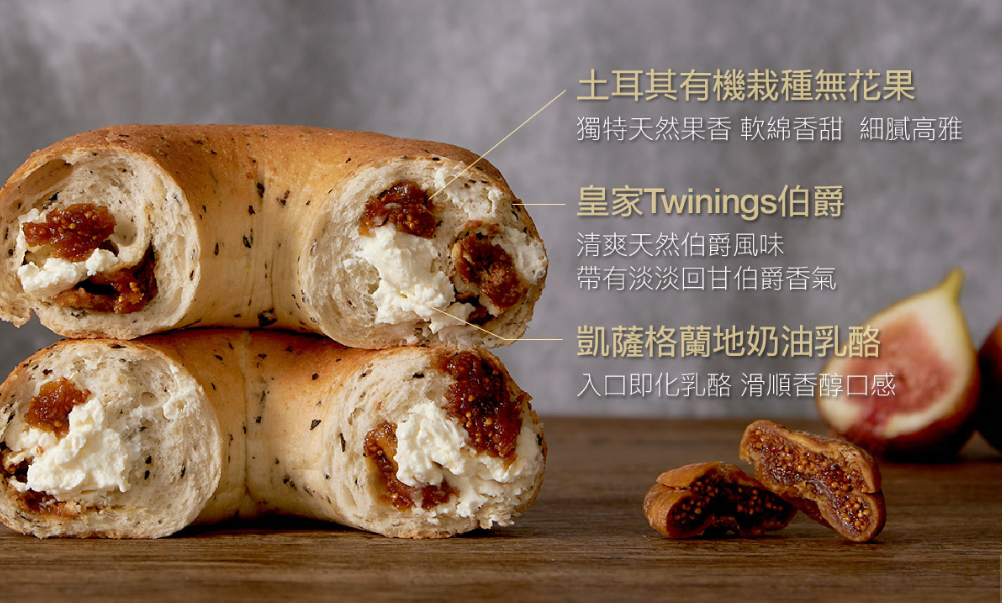 土耳其有機栽種無花果
獨特天然果香 軟綿香甜 細膩高雅
皇家Twinings伯爵
清爽天然伯爵風味
帶有淡淡回甘伯爵香氣
凱薩格蘭地奶油乳酪
入口即化乳酪 滑順香醇口感